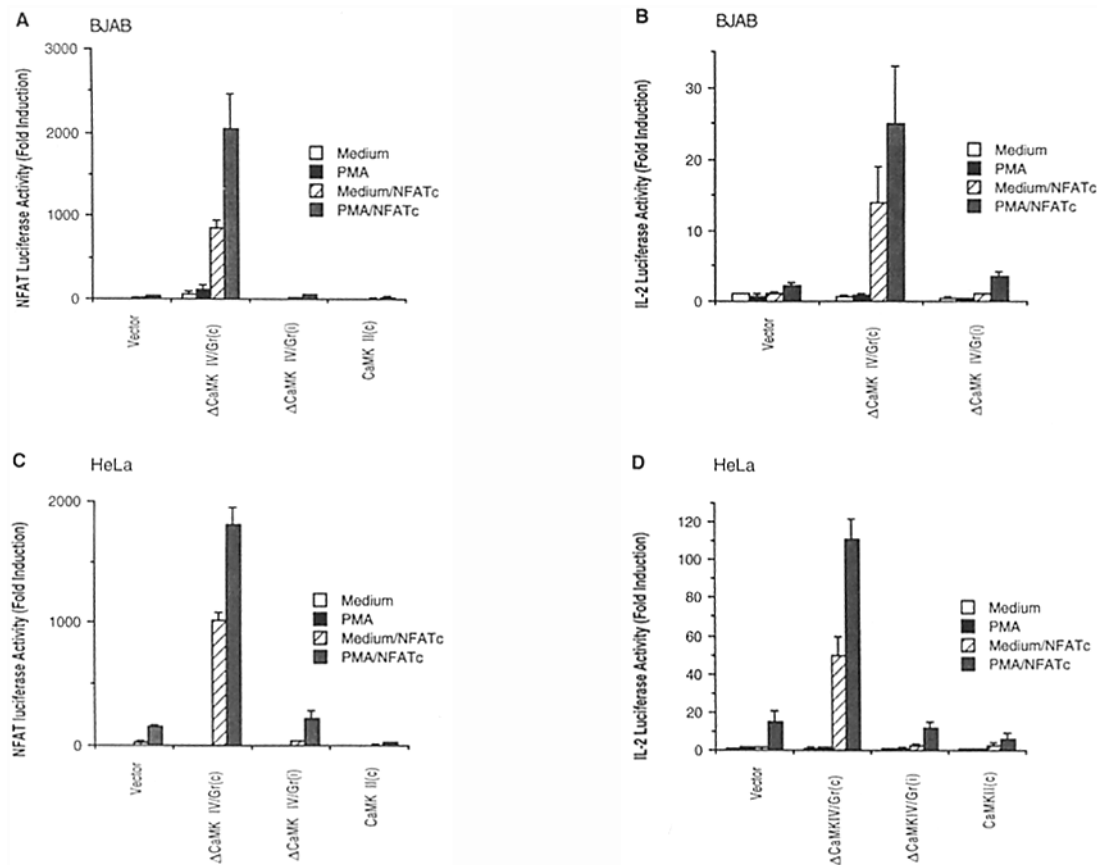 A
BJAB
NFAT Luciferase Activity (Fold Induction)
3000
2000
1000
0
Medium
PMA
Medium/NFATc
PMA/NFATc
Vector
ΔCaMK IV/Gr(c)
ΔCaMK IV/Gr(i)
CaMK II(c)
B
BJAB
IL-2 Luciferase Activity (Fold Induction)
30
20
10
0
Medium
PMA
Medium/NFATc
PMA/NFATc
Vector
ΔCaMK IV/Gr(c)
ΔCaMK IV/Gr(i)
C
HeLa
NFAT luciferase Activity (Fold Induction)
2000
1000
0
Medium
PMA
Medium/NFATc
PMA/NFATc
Vector
ΔCaMK IV/Gr(c)
ΔCaMK IV/Gr(i)
CaMK II(c)
D
HeLa
IL-2 Luciferase Activity (Fold Induction)
120
100
80
60
40
20
0
Medium
PMA
Medium/NFATc
PMA/NFATc
Vector
ΔCaMKIV/Gr(c)
ΔCaMKIV/Gr(i)
CaMKII(c)